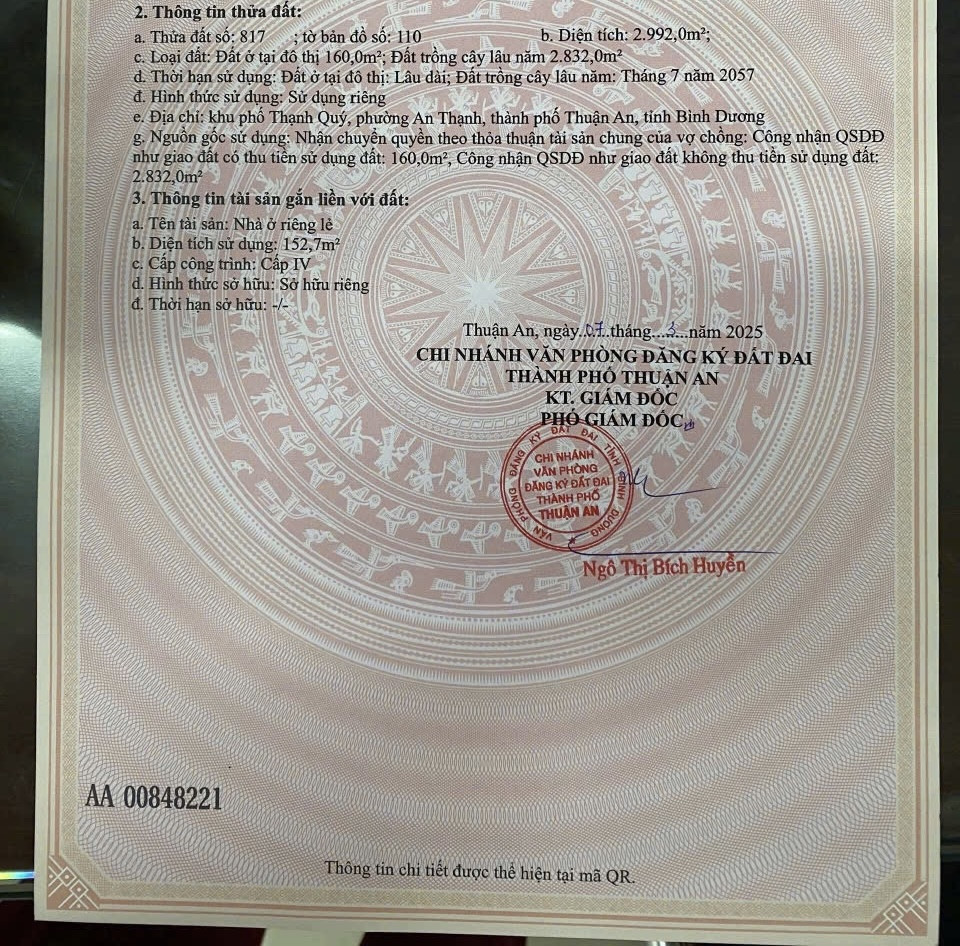 2. Thông tin thửa đất:
a. Thửa đất số: 817 ; tờ bản đồ số: 110 b. Diện tích: 2.992,0m²;
c. Loại đất: Đất ở tại đô thị 160,0m²; Đất trồng cây lâu năm 2.832,0m²
d. Thời hạn sử dụng: Đất ở tại đô thị: Lâu dài; Đất trồng cây lâu năm: Tháng 7 năm 2057
đ. Hình thức sử dụng: Sử dụng riêng
e. Địa chỉ: khu phố Thạnh Quý, phường An Thạnh, thành phố Thuận An, tỉnh Bình Dương
g. Nguồn gốc sử dụng: Nhận chuyển quyền theo thỏa thuận tài sản chung của vợ chồng: Công nhận QSDĐ
như giao đất có thu tiền sử dụng đất: 160,0m², Công nhận QSDĐ như giao đất không thu tiền sử dụng đất:
2.832,0m²
3. Thông tin tài sản gắn liền với đất:
a. Tên tài sản: Nhà ở riêng lẻ
b. Diện tích sử dụng: 152,7m²
c. Cấp công trình: Cấp IV
d. Hình thức sở hữu: Sở hữu riêng
đ. Thời hạn sở hữu: -/-
Thuận An, ngày..07.tháng....3...năm 2025
CHI NHÁNH VĂN PHÒNG ĐĂNG KÝ ĐẤT ĐAI
THÀNH PHỐ THUẬN AN
KT. GIÁM ĐỐC
PHÓ GIÁM ĐỐC
VĂN PHÒNG ĐĂNG KÝ ĐẤT ĐAI TỈNH BÌNH DƯƠNG
CHI NHÁNH
VĂN PHÒNG
ĐĂNG KÝ ĐẤT ĐAI
THÀNH PHỐ
THUẬN AN
Ngô Thị Bích Huyền
AA 00848221
Thông tin chi tiết được thể hiện tại mã QR.